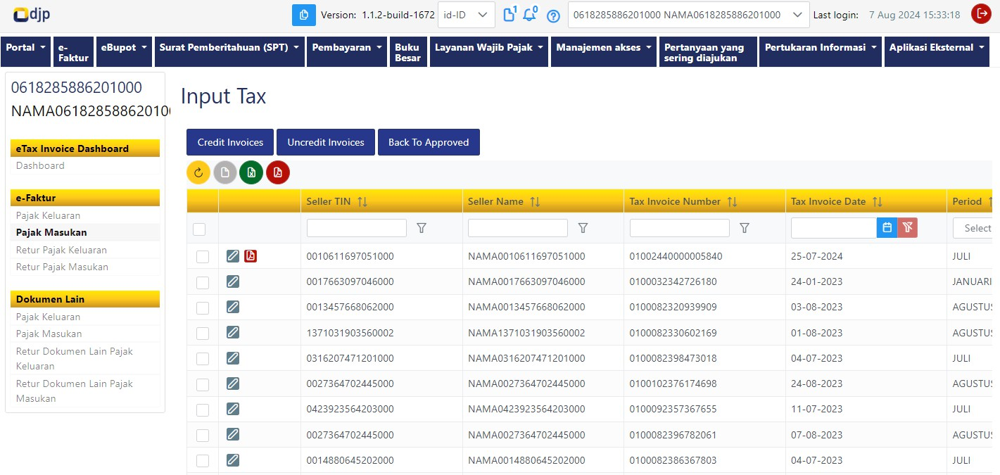 djp
Version: 1.1.2-build-1672
id-ID
1
0
0618285886201000 NAMA0618285886201000
Last login: 7 Aug 2024 15:33:18
Portal
e-Faktur
eBupot
Surat Pemberitahuan (SPT)
Pembayaran
Buku Besar
Layanan Wajib Pajak
Manajemen akses
Pertanyaan yang sering diajukan
Pertukaran Informasi
Aplikasi Eksternal
0618285886201000
NAMA06182858862010
eTax Invoice Dashboard
Dashboard
e-Faktur
Pajak Keluaran
Pajak Masukan
Retur Pajak Keluaran
Retur Pajak Masukan
Dokumen Lain
Pajak Keluaran
Pajak Masukan
Retur Dokumen Lain Pajak
Keluaran
Retur Dokumen Lain Pajak
Masukan
Input Tax
Credit Invoices
Uncredit Invoices
Back To Approved
Seller TIN Seller Name Tax Invoice Number Tax Invoice Date Period
Select
0010611697051000 NAMA0010611697051000 01002440000005840 25-07-2024 JULI
0017663097046000 NAMA0017663097046000 0100032342726180 24-01-2023 JANUARI
0013457668062000 NAMA0013457668062000 0100082320939909 03-08-2023 AGUSTUS
1371031903560002 NAMA1371031903560002 0100082330602169 01-08-2023 AGUSTUS
0316207471201000 NAMA0316207471201000 0100082398473018 04-07-2023 JULI
0027364702445000 NAMA0027364702445000 0100102376174698 24-08-2023 AGUSTUS
0423923564203000 NAMA0423923564203000 0100092357367655 11-07-2023 JULI
0027364702445000 NAMA0027364702445000 0100082396782061 07-08-2023 AGUSTUS
0014880645202000 NAMA0014880645202000 0100082386367803 04-07-2023 JULI